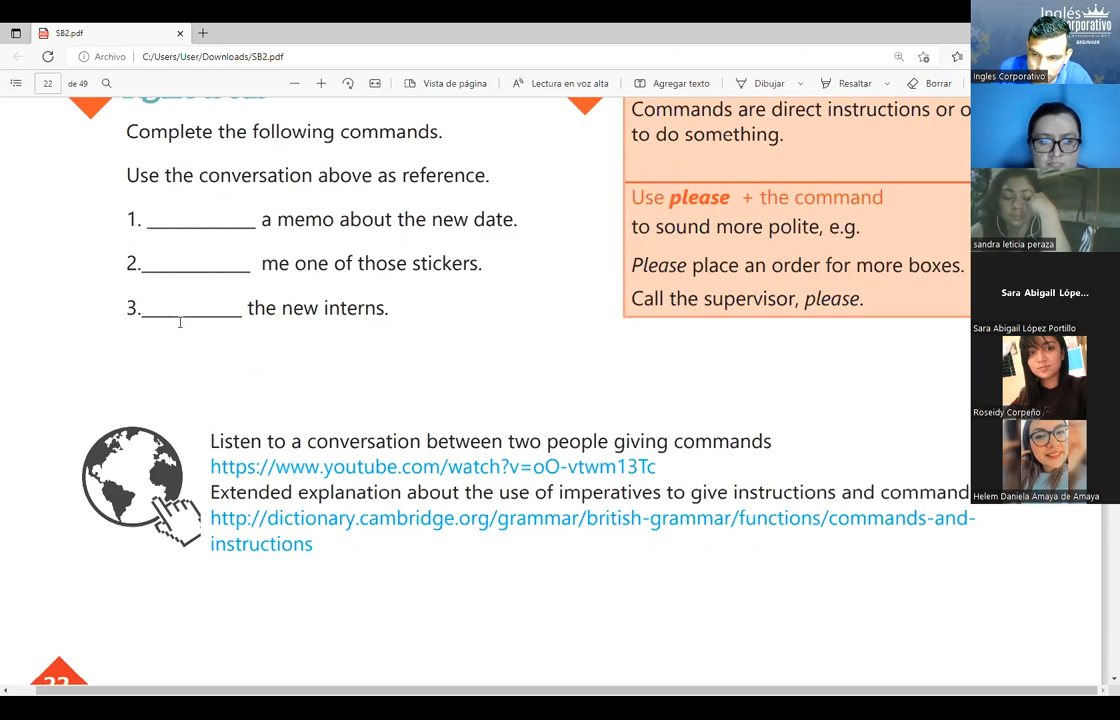 SB2.pdf
Archivo
C:/Users/User/Downloads/SB2.pdf
22
de 49
Vista de página
Lectura en voz alta
Agregar texto
Dibujar
Resaltar
Borrar
Complete the following commands.
Use the conversation above as reference.
1. ___________ a memo about the new date.
2.___________ me one of those stickers.
3.__________ the new interns.
Commands are direct instructions or o
to do something.
Use please + the command
to sound more polite, e.g.
Please place an order for more boxes.
Call the supervisor, please.
Listen to a conversation between two people giving commands
https://www.youtube.com/watch?v=oO-vtwm13Tc
Extended explanation about the use of imperatives to give instructions and command
http://dictionary.cambridge.org/grammar/british-grammar/functions/commands-and-
instructions
22
Inglés
Corporativo
BEGINNER
Ingles Corporativo
sandra leticia peraza
Sara Abigail Lópe...
Sara Abigail López Portillo
Roseidy Corpeño
Helem Daniela Amaya de Amaya